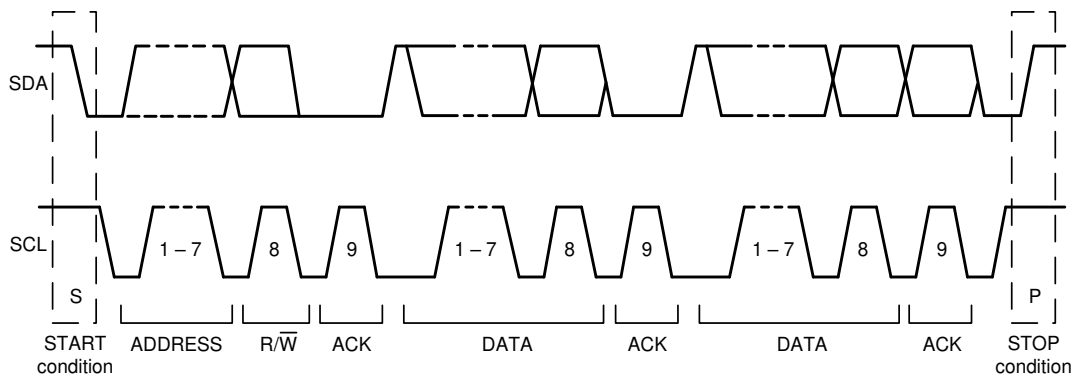 SDA
SCL
1 – 7 8 9 1 – 7 8 9 1 – 7 8 9
S P
START condition
ADDRESS
R/W̅
ACK
DATA
ACK
DATA
ACK
STOP condition